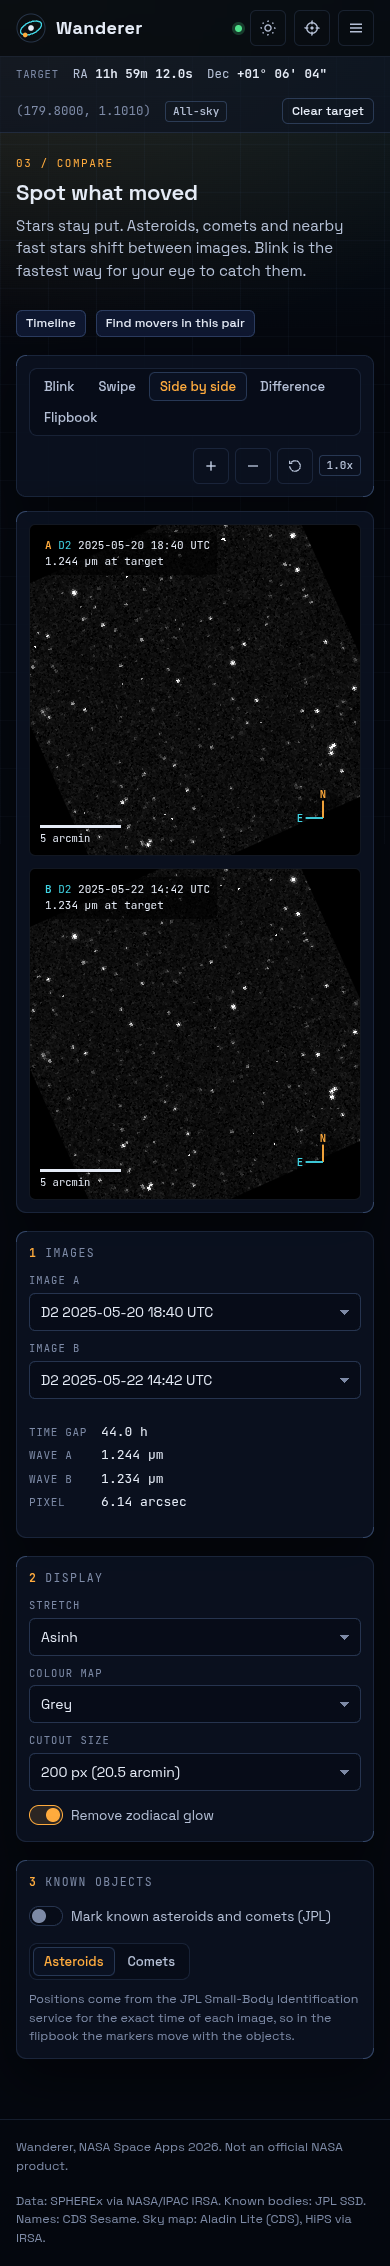 Wanderer
TARGET RA 11h 59m 12.0s Dec +01° 06' 04"
(179.8000, 1.1010) All-sky Clear target
03 / COMPARE
Spot what moved
Stars stay put. Asteroids, comets and nearby
fast stars shift between images. Blink is the
fastest way for your eye to catch them.
Timeline Find movers in this pair
Blink Swipe Side by side Difference
Flipbook
1.0x
A D2 2025-05-20 18:40 UTC
1.244 µm at target
N
E
5 arcmin
B D2 2025-05-22 14:42 UTC
1.234 µm at target
N
E
5 arcmin
1 IMAGES
IMAGE A
D2 2025-05-20 18:40 UTC
IMAGE B
D2 2025-05-22 14:42 UTC
TIME GAP 44.0 h
WAVE A 1.244 µm
WAVE B 1.234 µm
PIXEL 6.14 arcsec
2 DISPLAY
STRETCH
Asinh
COLOUR MAP
Grey
CUTOUT SIZE
200 px (20.5 arcmin)
Remove zodiacal glow
3 KNOWN OBJECTS
Mark known asteroids and comets (JPL)
Asteroids Comets
Positions come from the JPL Small-Body Identification
service for the exact time of each image, so in the
flipbook the markers move with the objects.
Wanderer, NASA Space Apps 2026. Not an official NASA
product.
Data: SPHEREx via NASA/IPAC IRSA. Known bodies: JPL SSD.
Names: CDS Sesame. Sky map: Aladin Lite (CDS), HiPS via
IRSA.